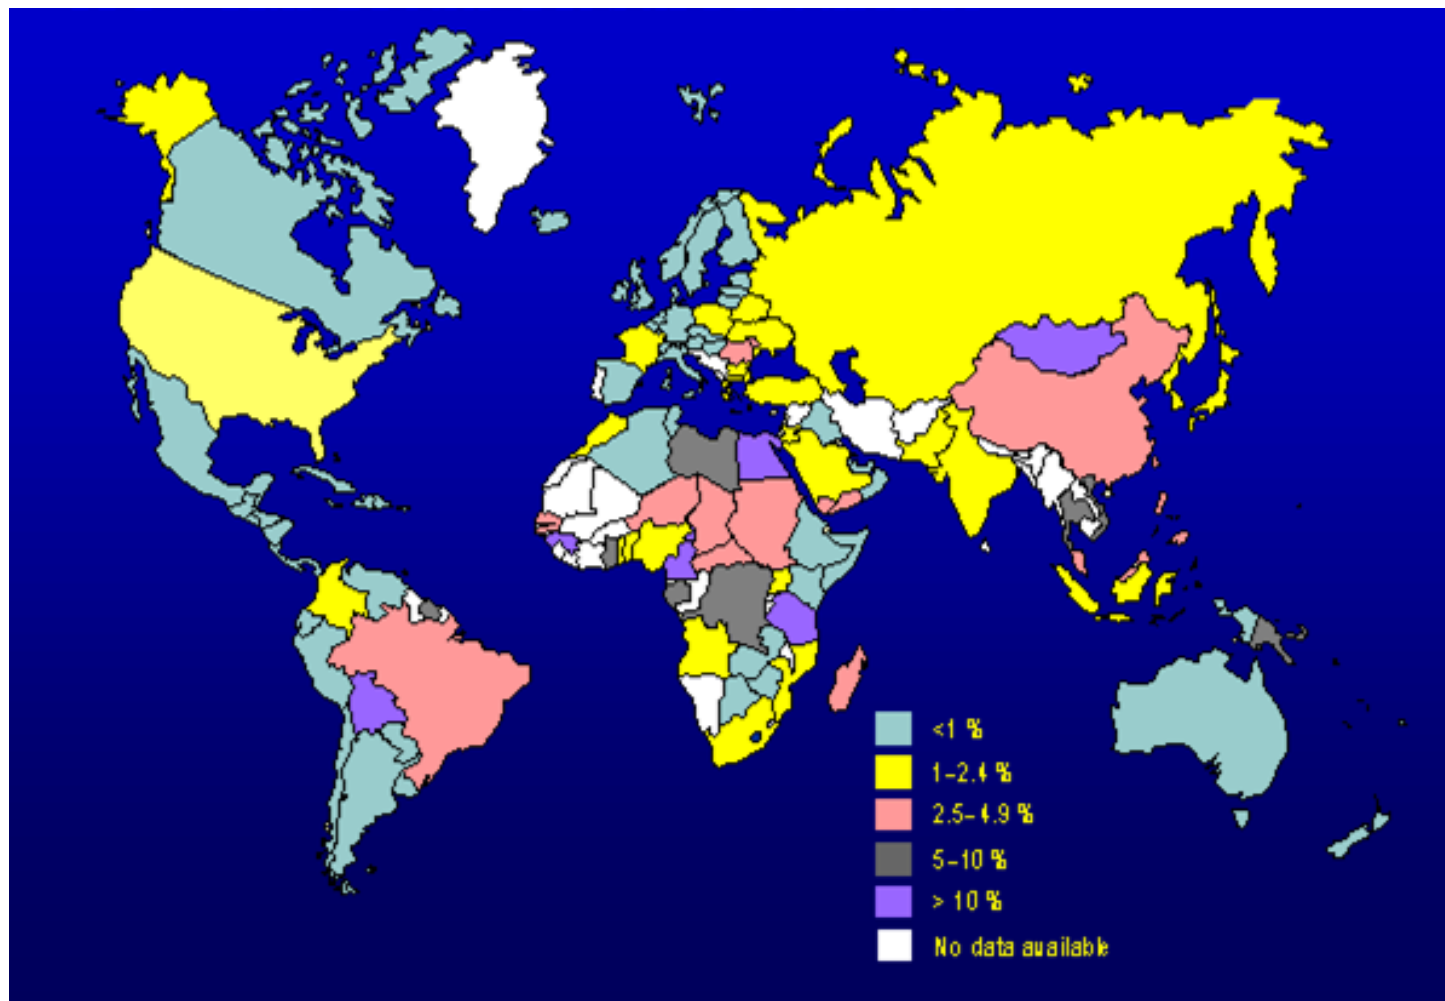 <1 %
1-2.4 %
2.5-4.9 %
5-10 %
> 10 %
No data available